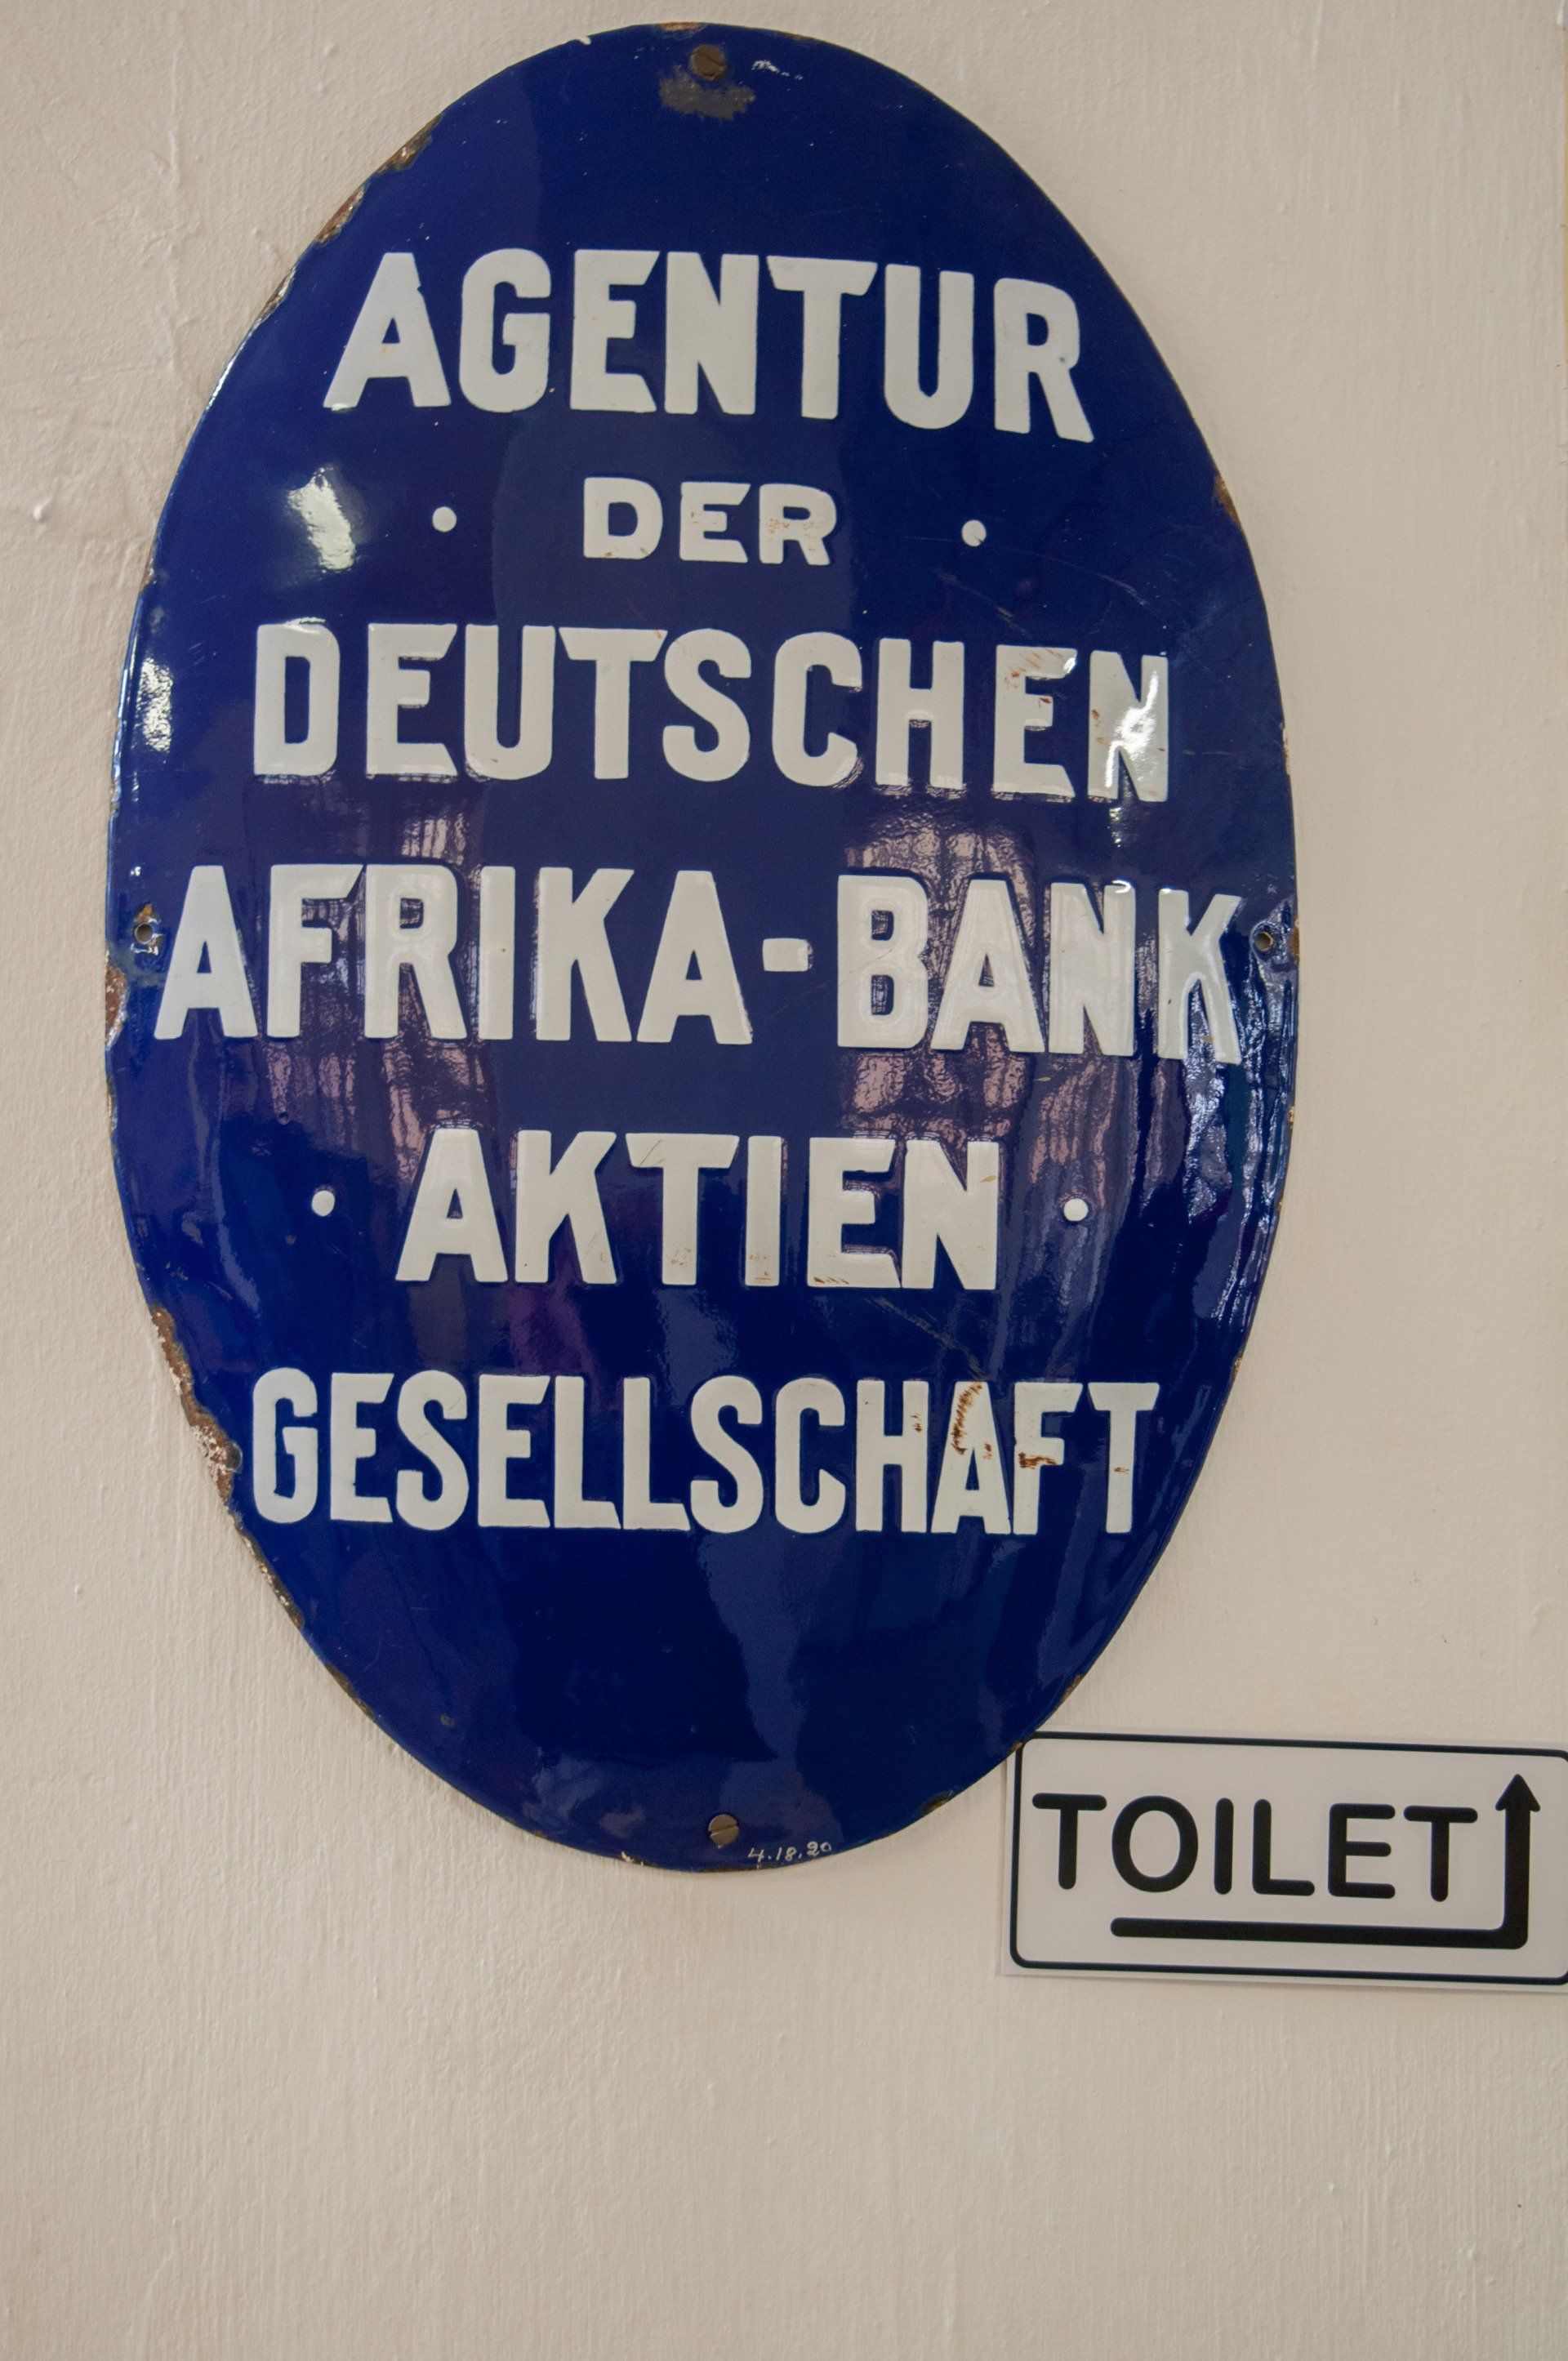 AGENTUR
• DER •
DEUTSCHEN
AFRIKA-BANK
• AKTIEN •
GESELLSCHAFT
4.18.20
TOILET